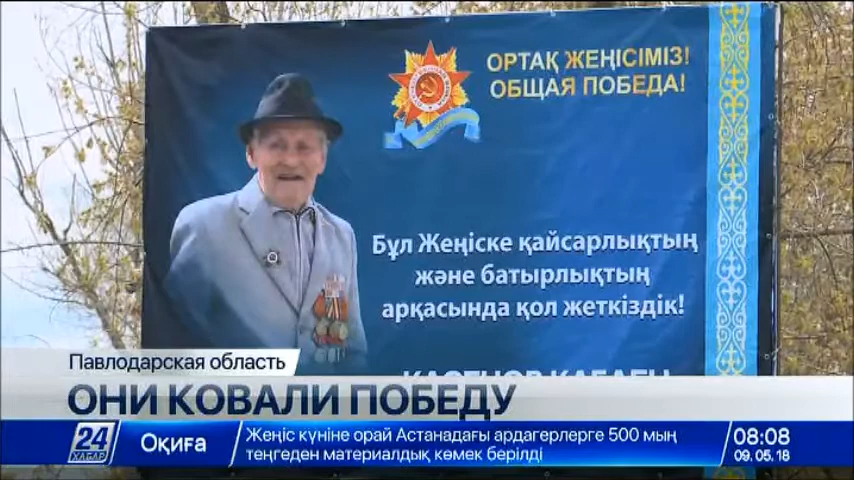 ОРТАҚ ЖЕҢІСІМІЗ!
ОБЩАЯ ПОБЕДА!
Бұл Жеңіске қайсарлықтың
және батырлықтың
арқасында қол жеткіздік!
Павлодарская область
ОНИ КОВАЛИ ПОБЕДУ
24
ХАБАР
Оқиға
Жеңіс күніне орай Астанадағы ардагерлерге 500 мың
теңгеден материалдық көмек берілді
08:08
09.05.18